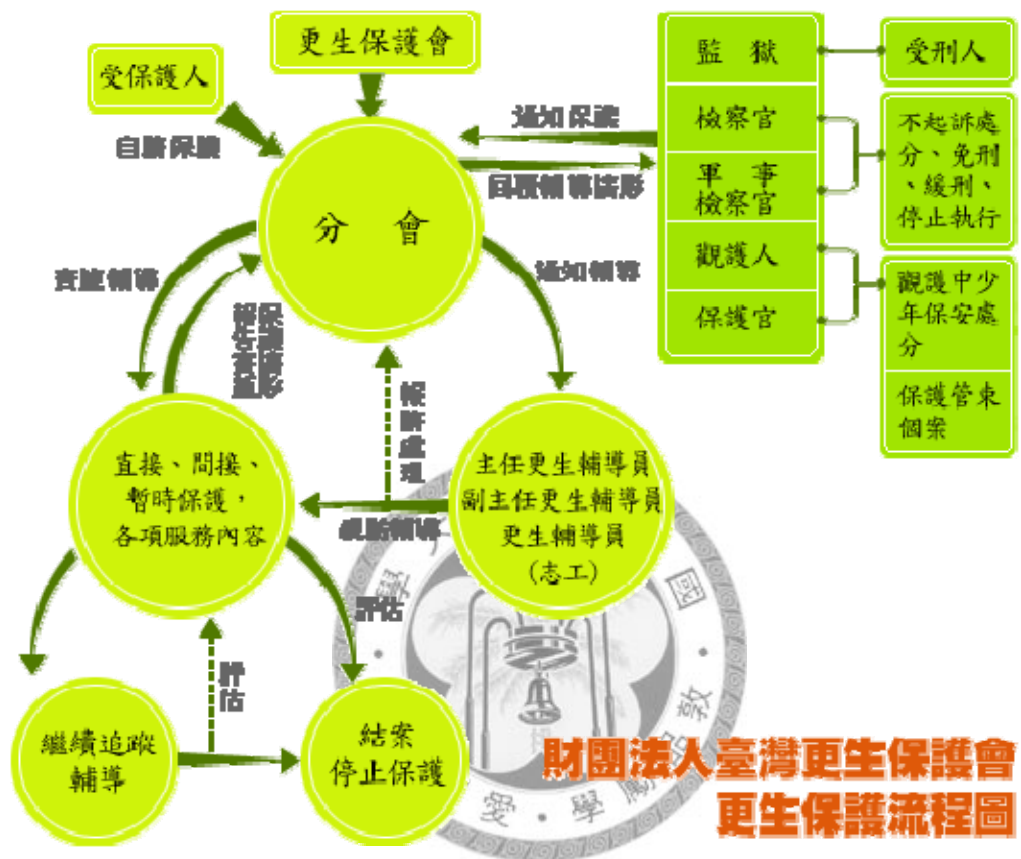 更生保護會
受保護人
自請保護
分 會
通知保護
回覆輔導情形
監 獄
檢察官
軍 事
檢察官
觀護人
保護官
受刑人
不起訴處
分、免刑
、緩刑、
停止執行
觀護中少
年保安處
分
保護管束
個案
實施輔導
保護情形
通知輔導
直接、間接、
暫時保護,
各項服務內容
主任更生輔導員
副主任更生輔導員
更生輔導員
(志工)
評估
評估
繼續追蹤
輔導
結案
停止保護
財團法人臺灣更生保護會
更生保護流程圖